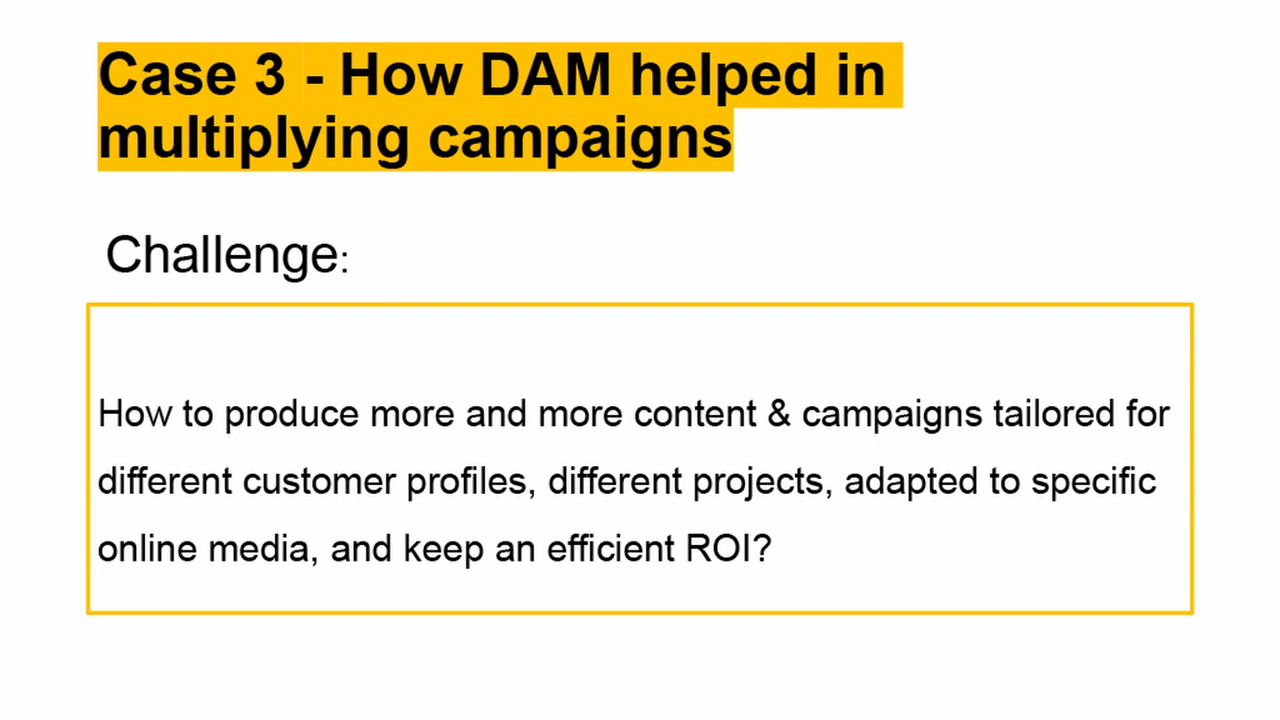 Case 3 - How DAM helped in
multiplying campaigns
Challenge:
How to produce more and more content & campaigns tailored for
different customer profiles, different projects, adapted to specific
online media, and keep an efficient ROI?